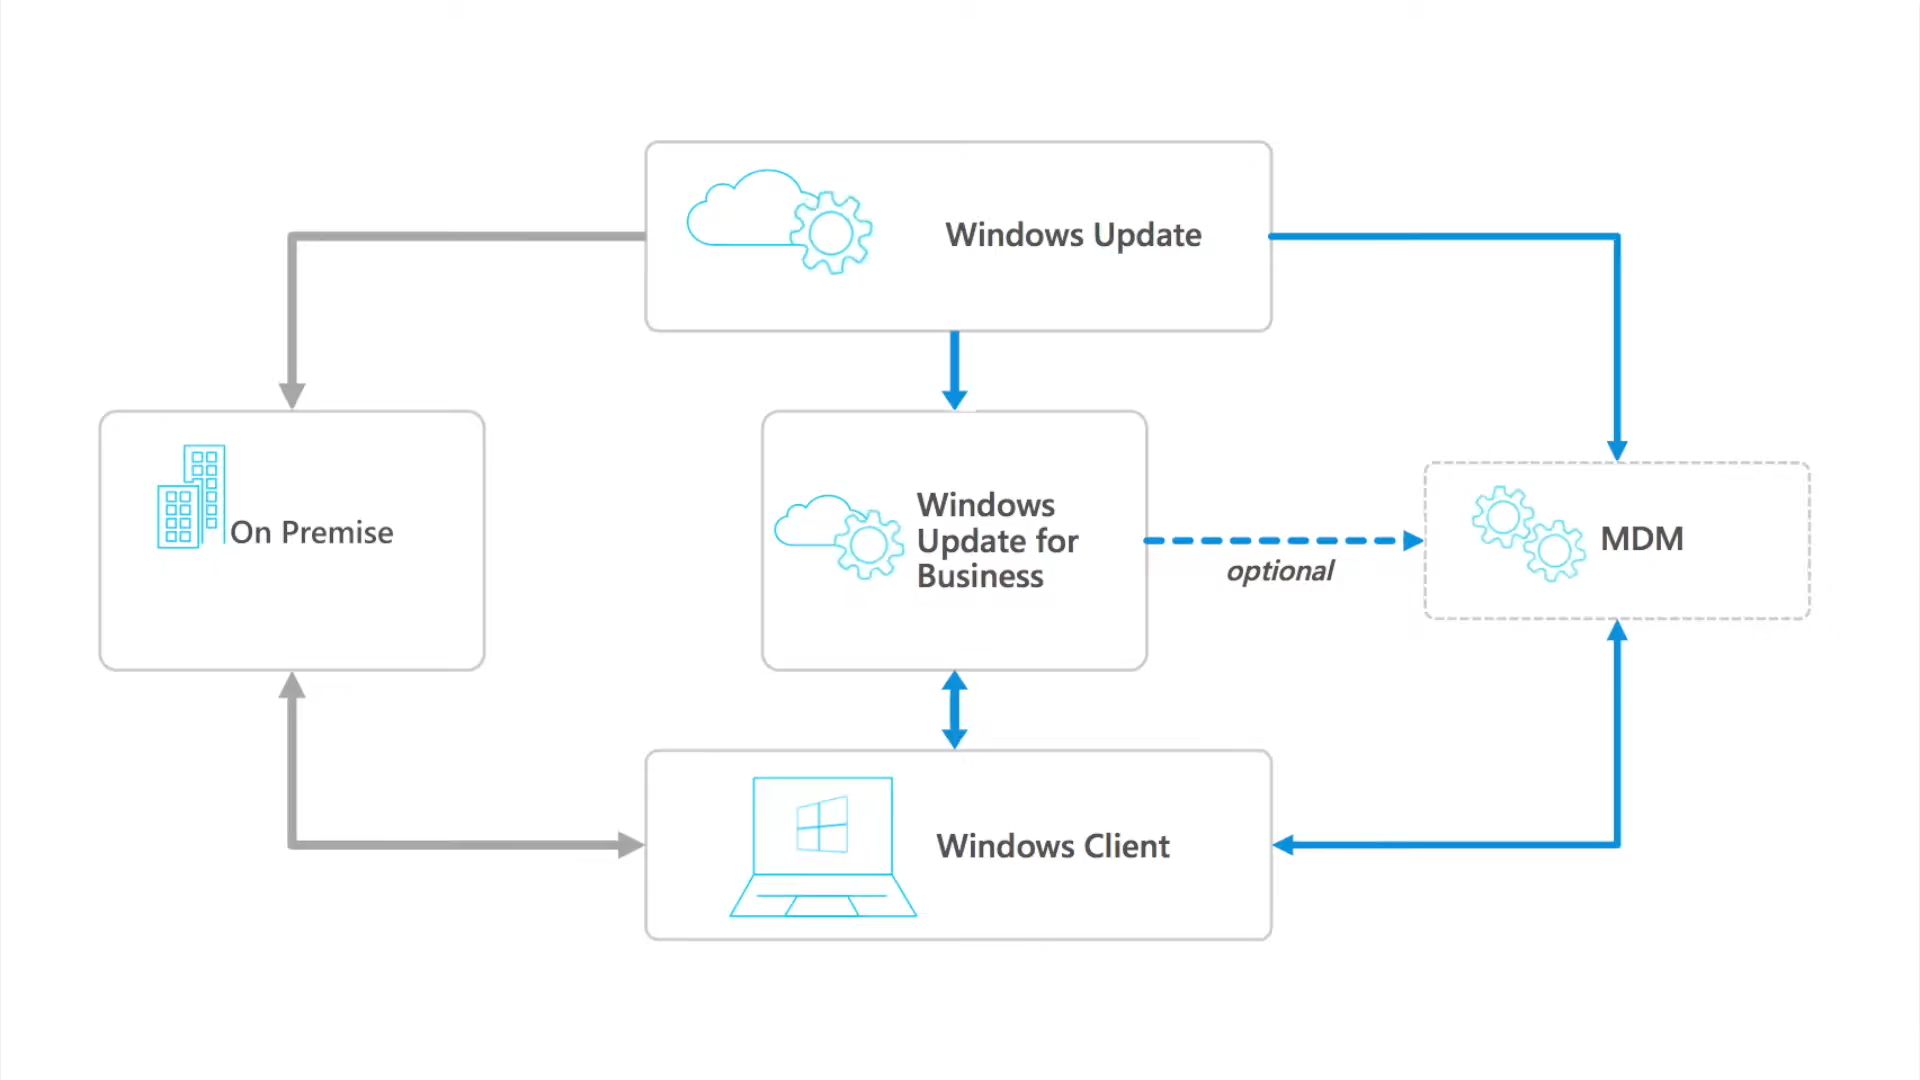 Windows Update
On Premise
Windows
Update for
Business
optional
MDM
Windows Client